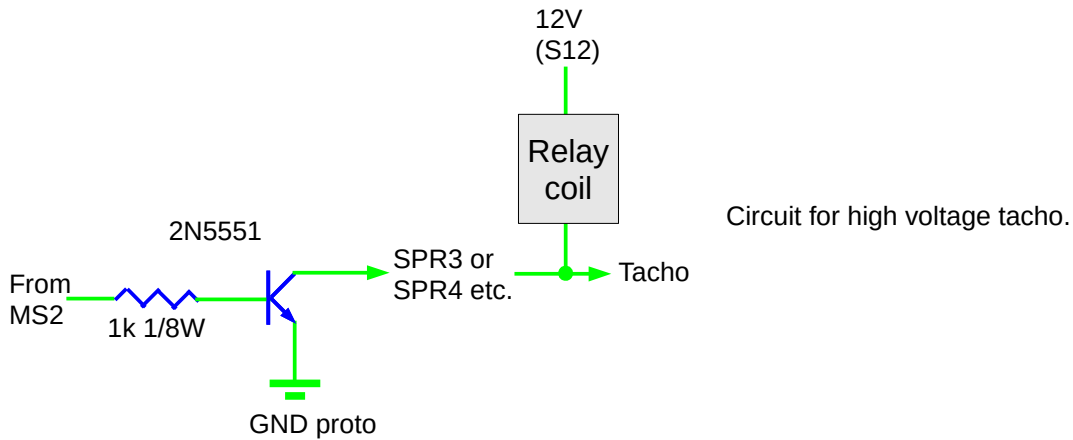 12V
(S12)
Relay
coil
Circuit for high voltage tacho.
2N5551
SPR3 or
SPR4 etc.
Tacho
From
MS2
1k 1/8W
GND proto